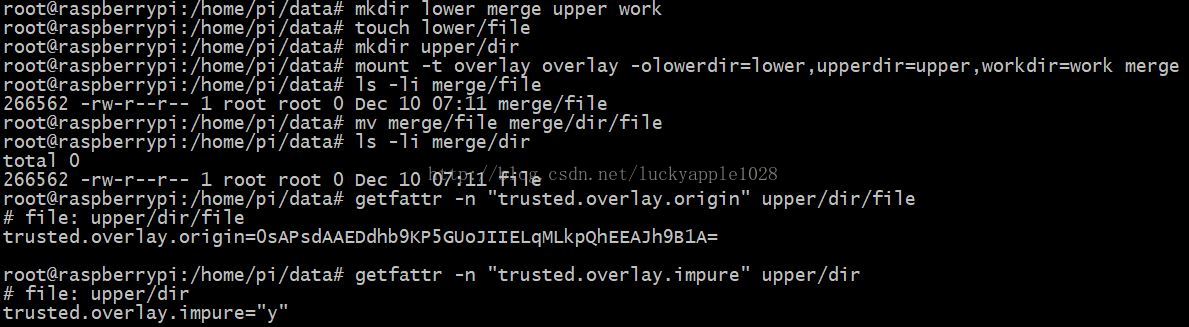 root@raspberrypi:/home/pi/data# mkdir lower merge upper work
root@raspberrypi:/home/pi/data# touch lower/file
root@raspberrypi:/home/pi/data# mkdir upper/dir
root@raspberrypi:/home/pi/data# mount -t overlay overlay -olowerdir=lower,upperdir=upper,workdir=work merge
root@raspberrypi:/home/pi/data# ls -li merge/file
266562 -rw-r--r-- 1 root root 0 Dec 10 07:11 merge/file
root@raspberrypi:/home/pi/data# mv merge/file merge/dir/file
root@raspberrypi:/home/pi/data# ls -li merge/dir
total 0
http://blog.csdn.net/luckyapple1028
266562 -rw-r--r-- 1 root root 0 Dec 10 07:11 file
root@raspberrypi:/home/pi/data# getfattr -n "trusted.overlay.origin" upper/dir/file
# file: upper/dir/file
trusted.overlay.origin=0sAPsdAAEDdhb9KP5GUoJIIELqMLkpQhEEAJh9B1A=
root@raspberrypi:/home/pi/data# getfattr -n "trusted.overlay.impure" upper/dir
# file: upper/dir
trusted.overlay.impure="y"